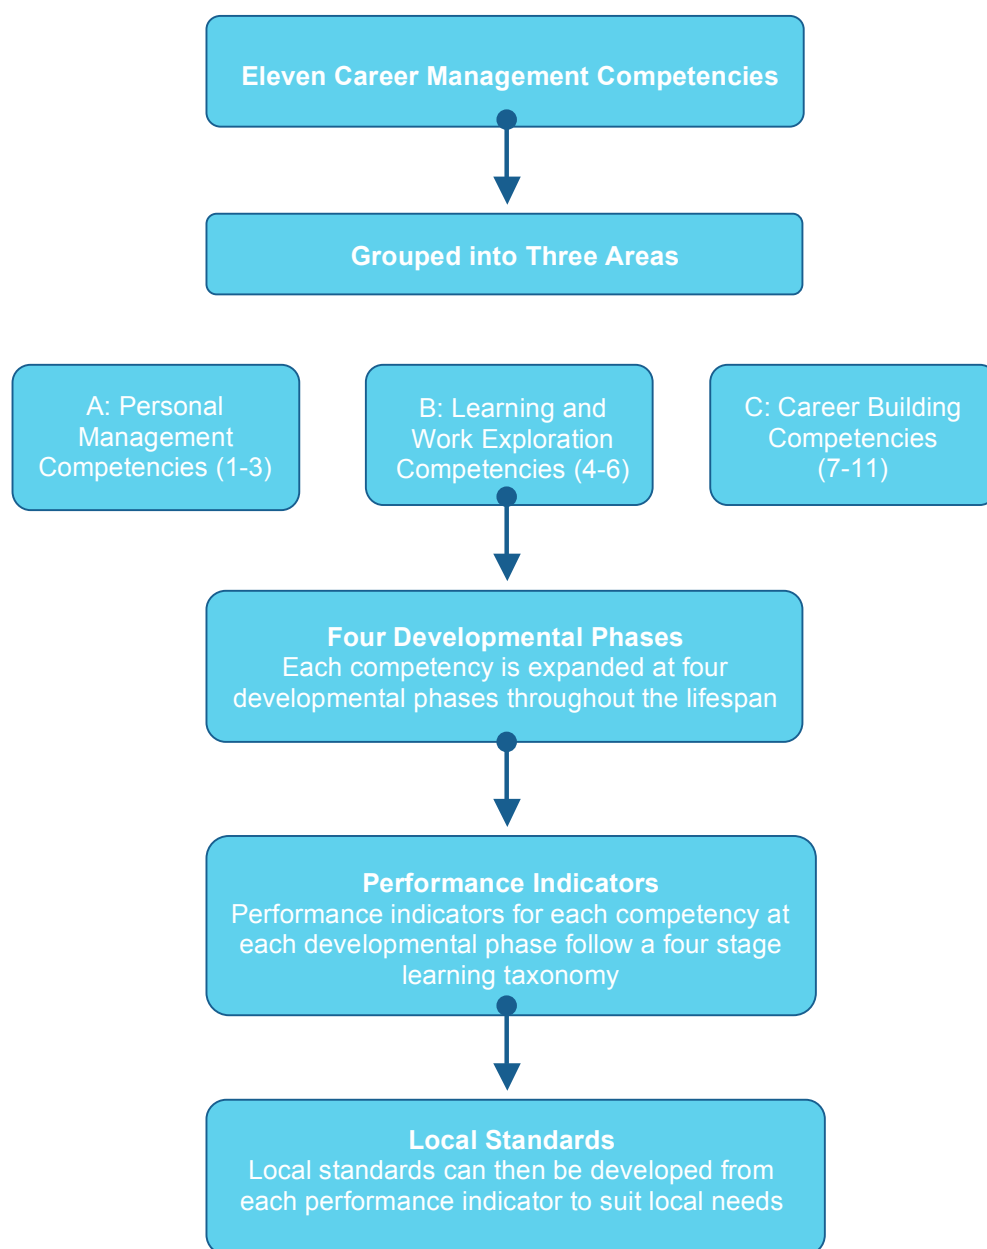 Eleven Career Management Competencies
Grouped into Three Areas
A: Personal
Management
Competencies (1-3)
B: Learning and
Work Exploration
Competencies (4-6)
C: Career Building
Competencies
(7-11)
Four Developmental Phases
Each competency is expanded at four
developmental phases throughout the lifespan
Performance Indicators
Performance indicators for each competency at
each developmental phase follow a four stage
learning taxonomy
Local Standards
Local standards can then be developed from
each performance indicator to suit local needs